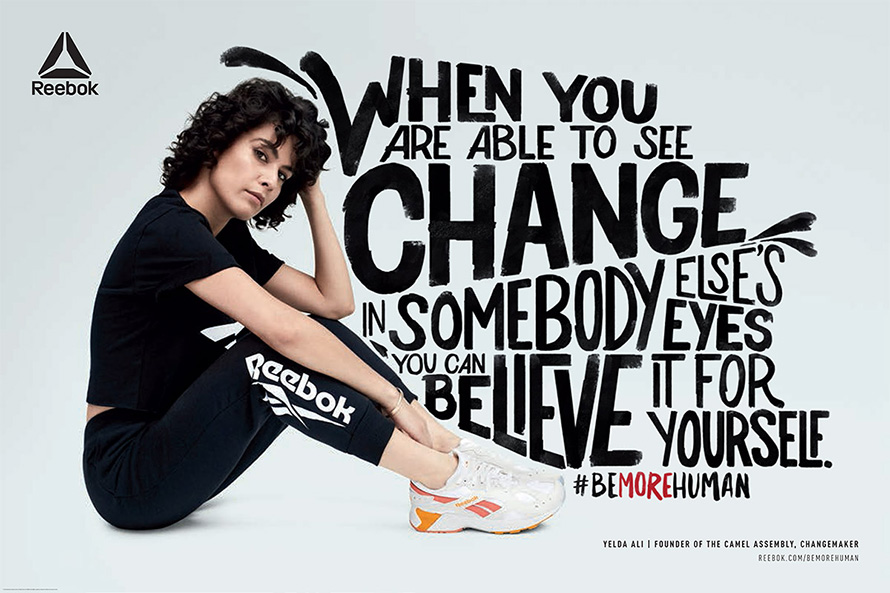 Reebok
WHEN YOU
ARE ABLE TO SEE
CHANGE
IN SOMEBODY ELSE'S
EYES
YOU CAN
BELIEVE IT FOR
YOURSELF.
#BEMOREHUMAN
Reebok
Reebok
YELDA ALI | FOUNDER OF THE CAMEL ASSEMBLY, CHANGEMAKER
REEBOK.COM/BEMOREHUMAN